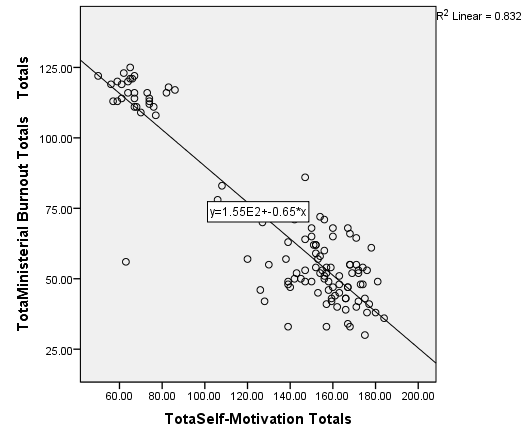 R² Linear = 0.832
TotaMinisterial Burnout Totals Totals
125.00
100.00
75.00
50.00
25.00
y=1.55E2+-0.65*x
60.00 80.00 100.00 120.00 140.00 160.00 180.00 200.00
TotaSelf-Motivation Totals